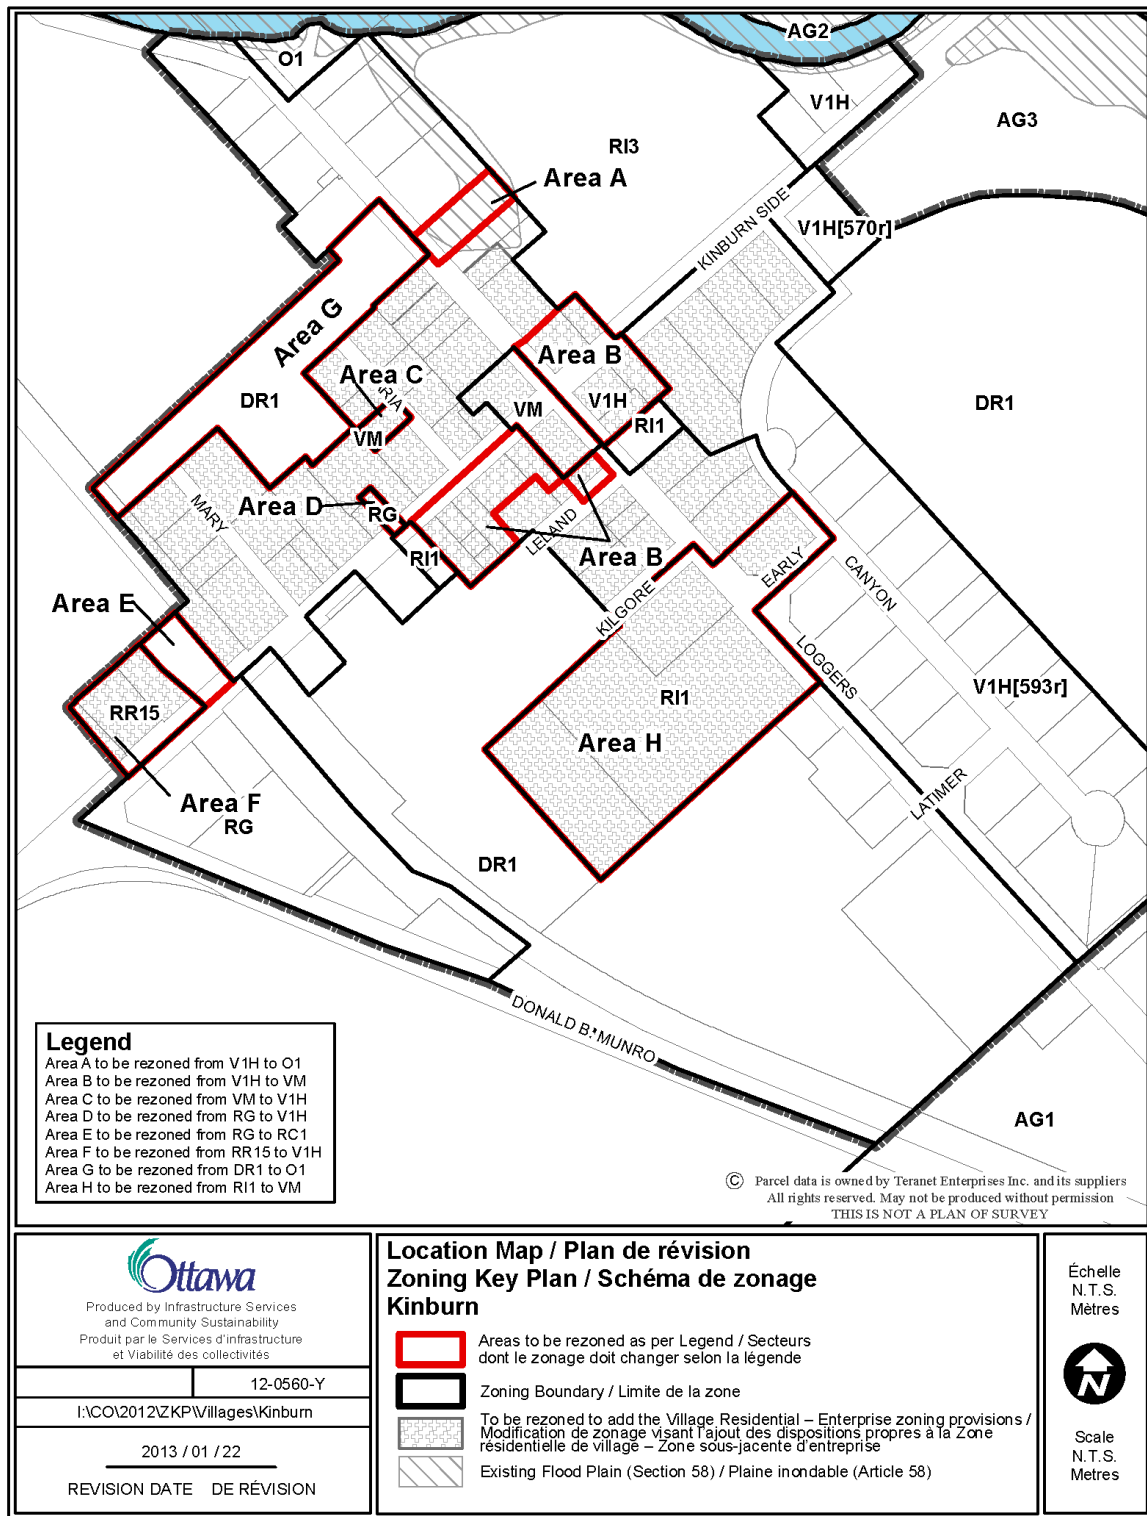 AG2
O1
V1H
AG3
RI3
Area A
KINBURN SIDE
V1H[570r]
Area G
Area B
Area C
DR1
VM
V1H
DR1
RI1
VM
MARY
Area D
RG
LELAND
RI1
Area B
EARLY
CANYON
KILGORE
Area E
LOGGERS
V1H[593r]
RI1
RR15
Area H
LATIMER
Area F
RG
DR1
DONALD B. MUNRO
AG1
Legend
Area A to be rezoned from V1H to O1
Area B to be rezoned from V1H to VM
Area C to be rezoned from VM to V1H
Area D to be rezoned from RG to V1H
Area E to be rezoned from RG to RC1
Area F to be rezoned from RR15 to V1H
Area G to be rezoned from DR1 to O1
Area H to be rezoned from RI1 to VM
© Parcel data is owned by Teranet Enterprises Inc. and its suppliers
All rights reserved. May not be produced without permission
THIS IS NOT A PLAN OF SURVEY
Ottawa
Produced by Infrastructure Services
and Community Sustainability
Produit par le Services d'infrastructure
et Viabilité des collectivités
12-0560-Y
I:\CO\2012\ZKP\Villages\Kinburn
2013 / 01 / 22
REVISION DATE DE RÉVISION
Location Map / Plan de révision
Zoning Key Plan / Schéma de zonage
Kinburn
Areas to be rezoned as per Legend / Secteurs
dont le zonage doit changer selon la légende
Zoning Boundary / Limite de la zone
To be rezoned to add the Village Residential – Enterprise zoning provisions /
Modification de zonage visant l'ajout des dispositions propres à la Zone
résidentielle de village – Zone sous-jacente d'entreprise
Existing Flood Plain (Section 58) / Plaine inondable (Article 58)
Échelle
N.T.S.
Mètres
N
Scale
N.T.S.
Metres